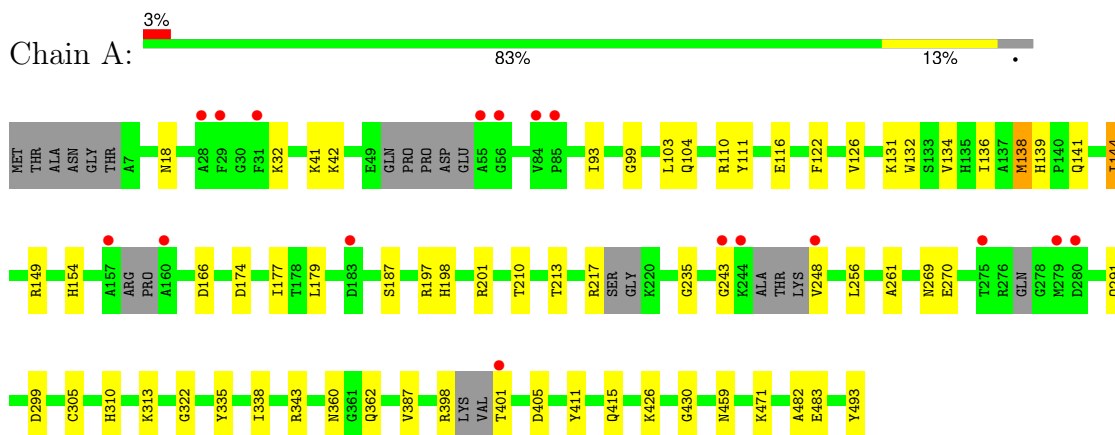 3%
Chain A:
83% 13% •
MET THR ALA ASN GLY THR A7 N18 A28 F29 G30 F31 K32 K41 K42 E49 GLN PRO PRO ASP GLU A55 G56 V84 P85 I93 G99 L103 Q104 R110 Y111 E116 F122 V126 K131 W132 S133 V134 H135 I136 A137 M138 H139 P140 Q141
R149 H154 A157 ARG PRO A160 D166 D174 I177 T178 L179 D183 S187 R197 H198 R201 T210 T213 R217 SER GLY K220 G235 G243 K244 ALA THR LYS V248 L256 A261 N269 E270 T275 R276 GLN G278 M279 D280
D299 C305 H310 K313 G322 Y335 I338 R343 N360 G361 Q362 V387 R398 LYS VAL T401 D405 Y411 Q415 K426 G430 N459 K471 A482 E483 Y493